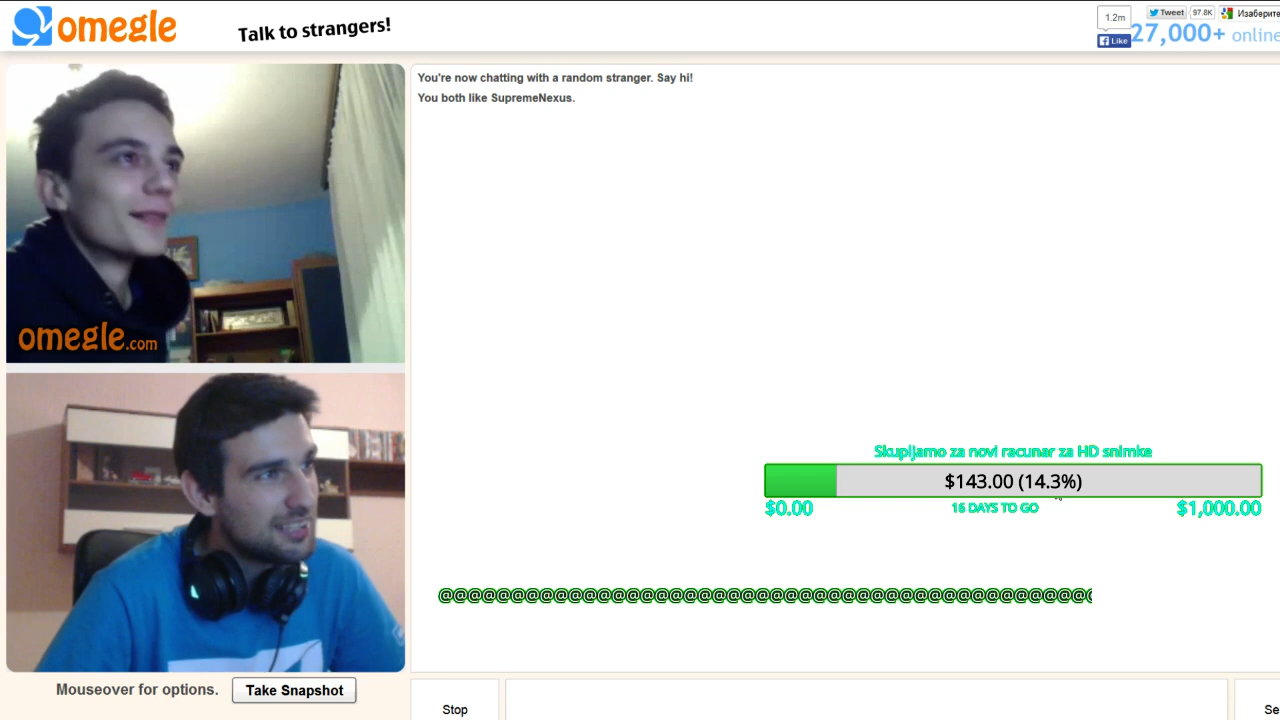 omegle
Talk to strangers!
1.2m
Like
Tweet
97.8K
Изаберите
27,000+ online
You're now chatting with a random stranger. Say hi!
You both like SupremeNexus.
omegle.com
Skupljamo za novi racunar za HD snimke
$143.00 (14.3%)
$0.00
16 DAYS TO GO
$1,000.00
@@@@@@@@@@@@@@@@@@@@@@@@@@@@@@@@@@@@@@@@@@@@@
Mouseover for options.
Take Snapshot
Stop
Se